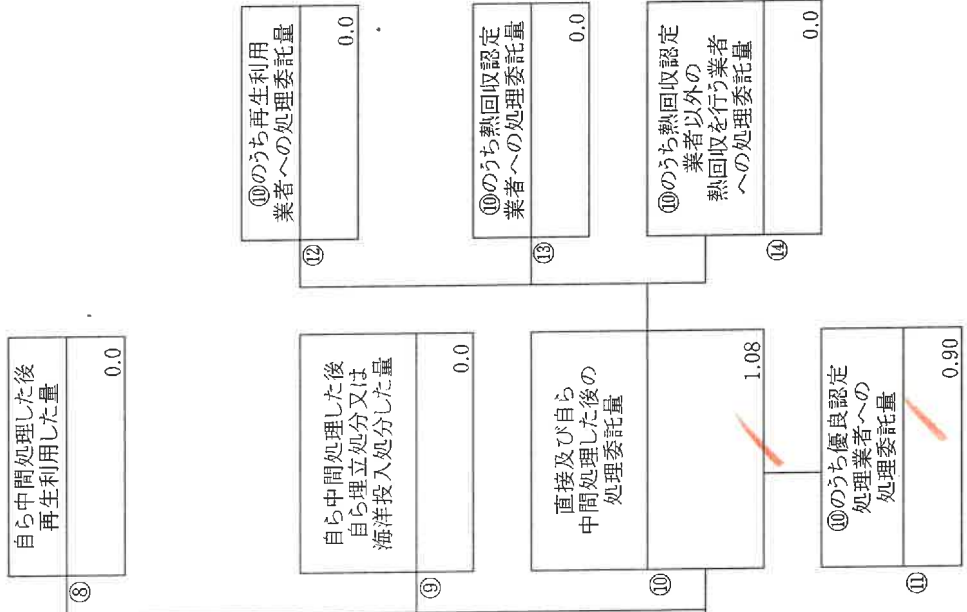 ⑧
自ら中間処理した後
再生利用した量
0.0
⑨
自ら中間処理した後
自ら埋立処分又は
海洋投入処分した量
0.0
⑩
直接及び自ら
中間処理した後の
処理委託量
1.08
⑪
⑩のうち優良認定
処理業者への
処理委託量
0.90
⑫
⑩のうち再生利用
業者への処理委託量
0.0
⑬
⑩のうち熱回収認定
業者への処理委託量
0.0
⑭
⑩のうち熱回収認定
業者以外の
熱回収を行う業者
への処理委託量
0.0